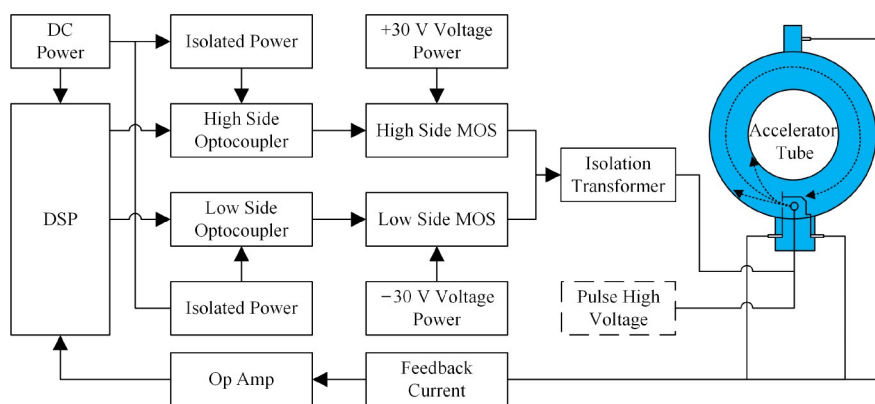 DC
Power
Isolated Power
+30 V Voltage
Power
High Side
Optocoupler
High Side MOS
Accelerator
Tube
Isolation
Transformer
DSP
Low Side
Optocoupler
Low Side MOS
Isolated Power
−30 V Voltage
Power
Pulse High
Voltage
Op Amp
Feedback
Current